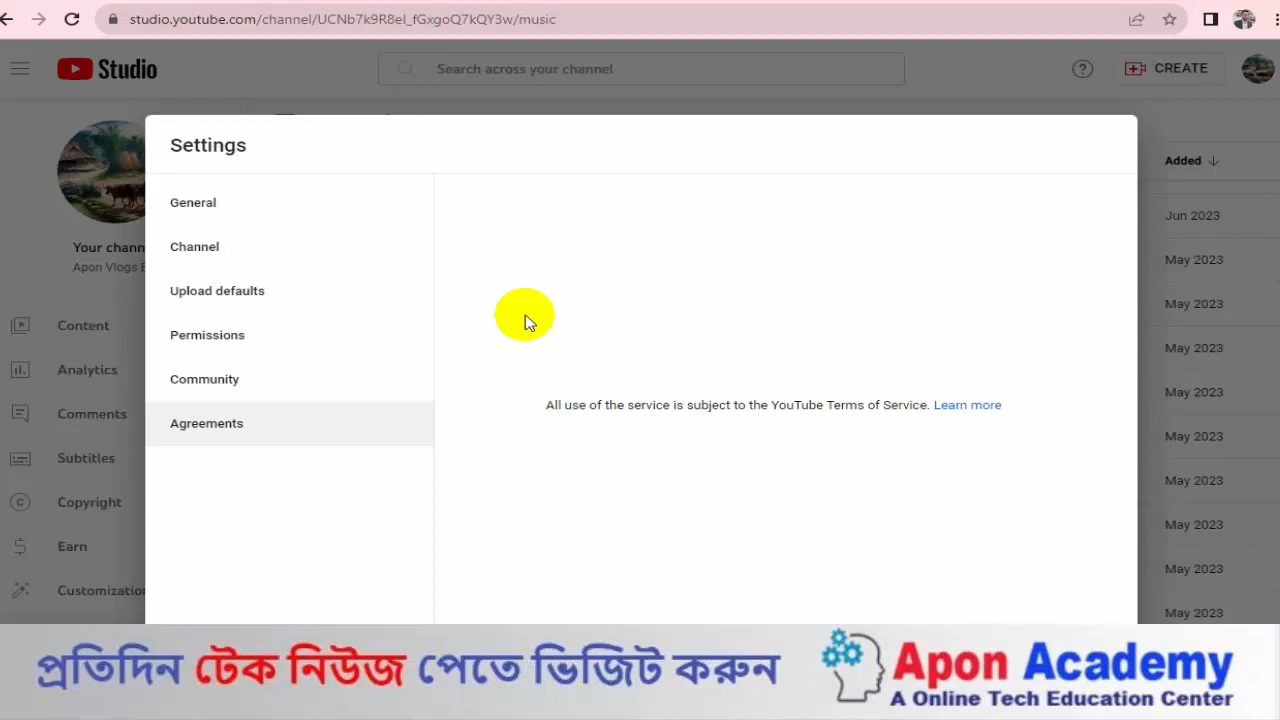 studio.youtube.com/channel/UCNb7k9R8el_fGxgoQ7kQY3w/music
Studio
Search across your channel
CREATE
Settings
Added
General
Jun 2023
Channel
Your chann
Apon Vlogs
May 2023
Upload defaults
May 2023
Content
Permissions
May 2023
Analytics
Community
May 2023
All use of the service is subject to the YouTube Terms of Service. Learn more
Comments
Agreements
May 2023
Subtitles
May 2023
Copyright
May 2023
Earn
May 2023
Customization
May 2023
প্রতিদিন টেক নিউজ পেতে ভিজিট করুন
Apon Academy
A Online Tech Education Center